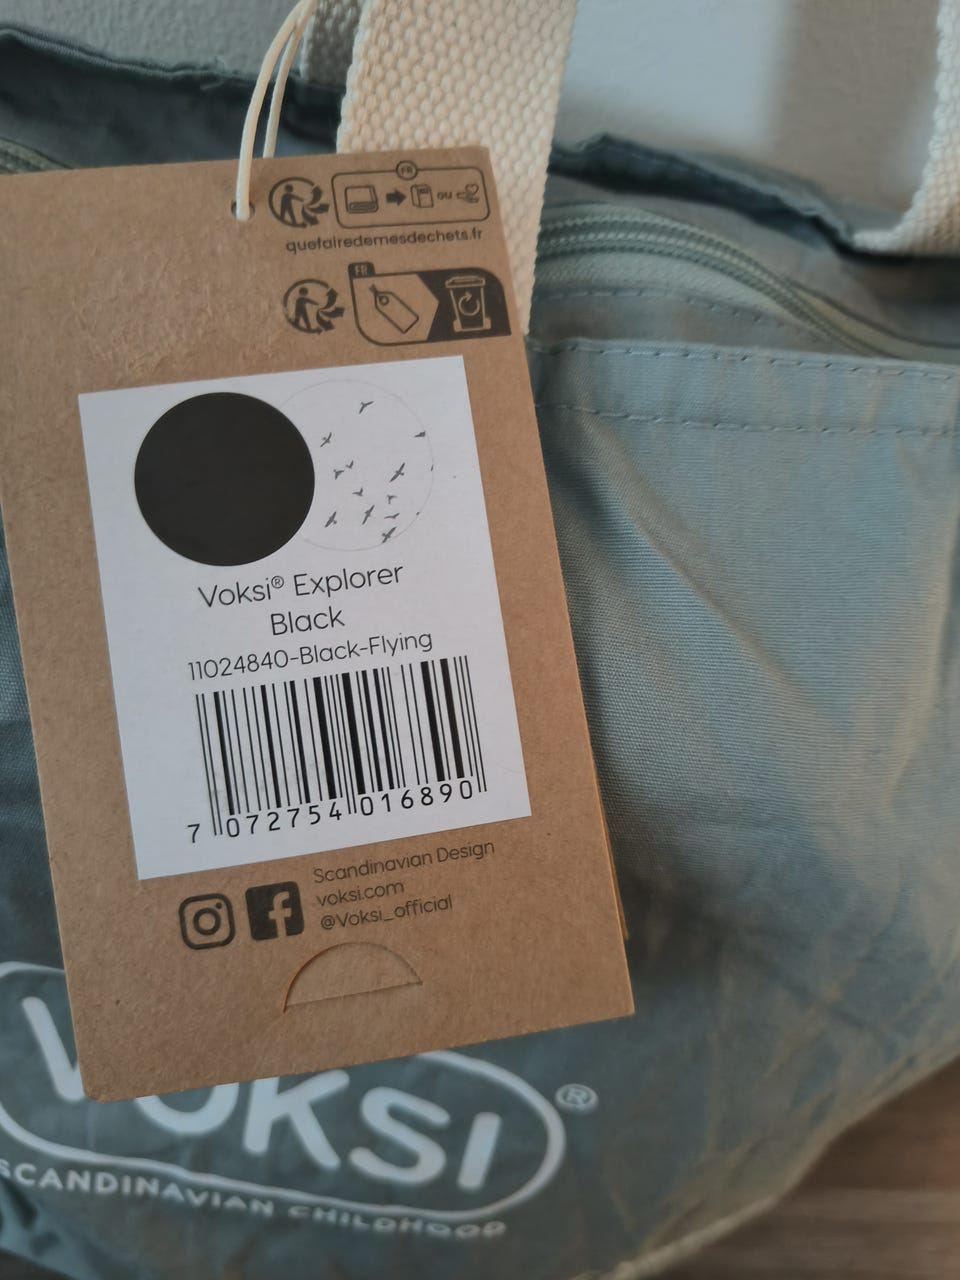 FR
OU
quefairedemesdechets.fr
FR
Voksi® Explorer
Black
11024840-Black-Flying
7 072754 016890
Scandinavian Design
voksi.com
@Voksi_official
VOKSI®
SCANDINAVIAN CHILDHOOD